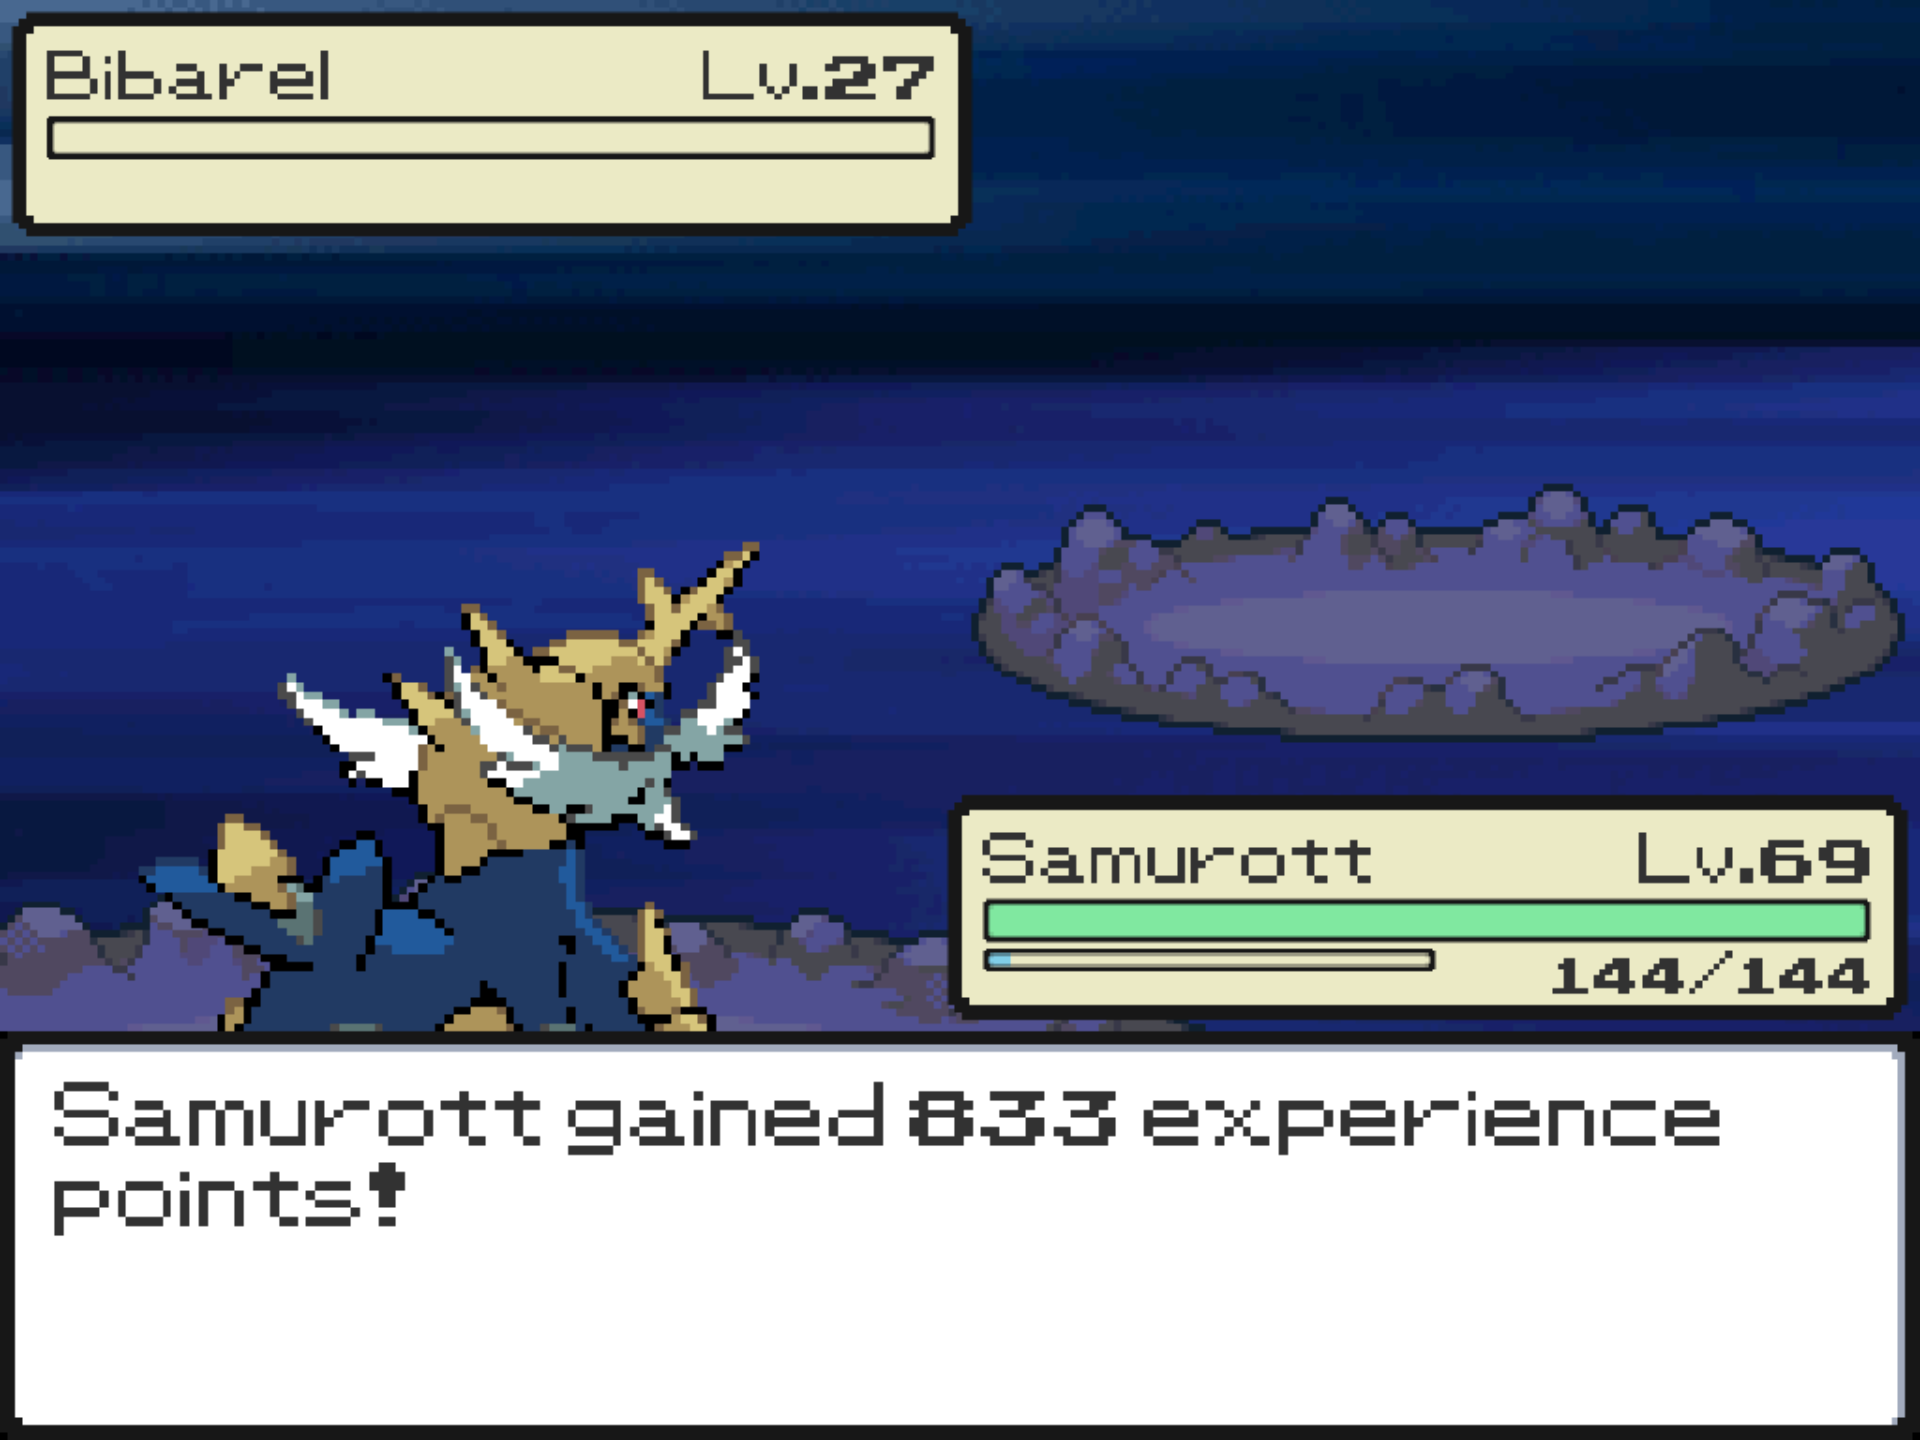 Bibarel Lv.27
Samurott Lv.69
144/144
Samurott gained 833 experience
points!